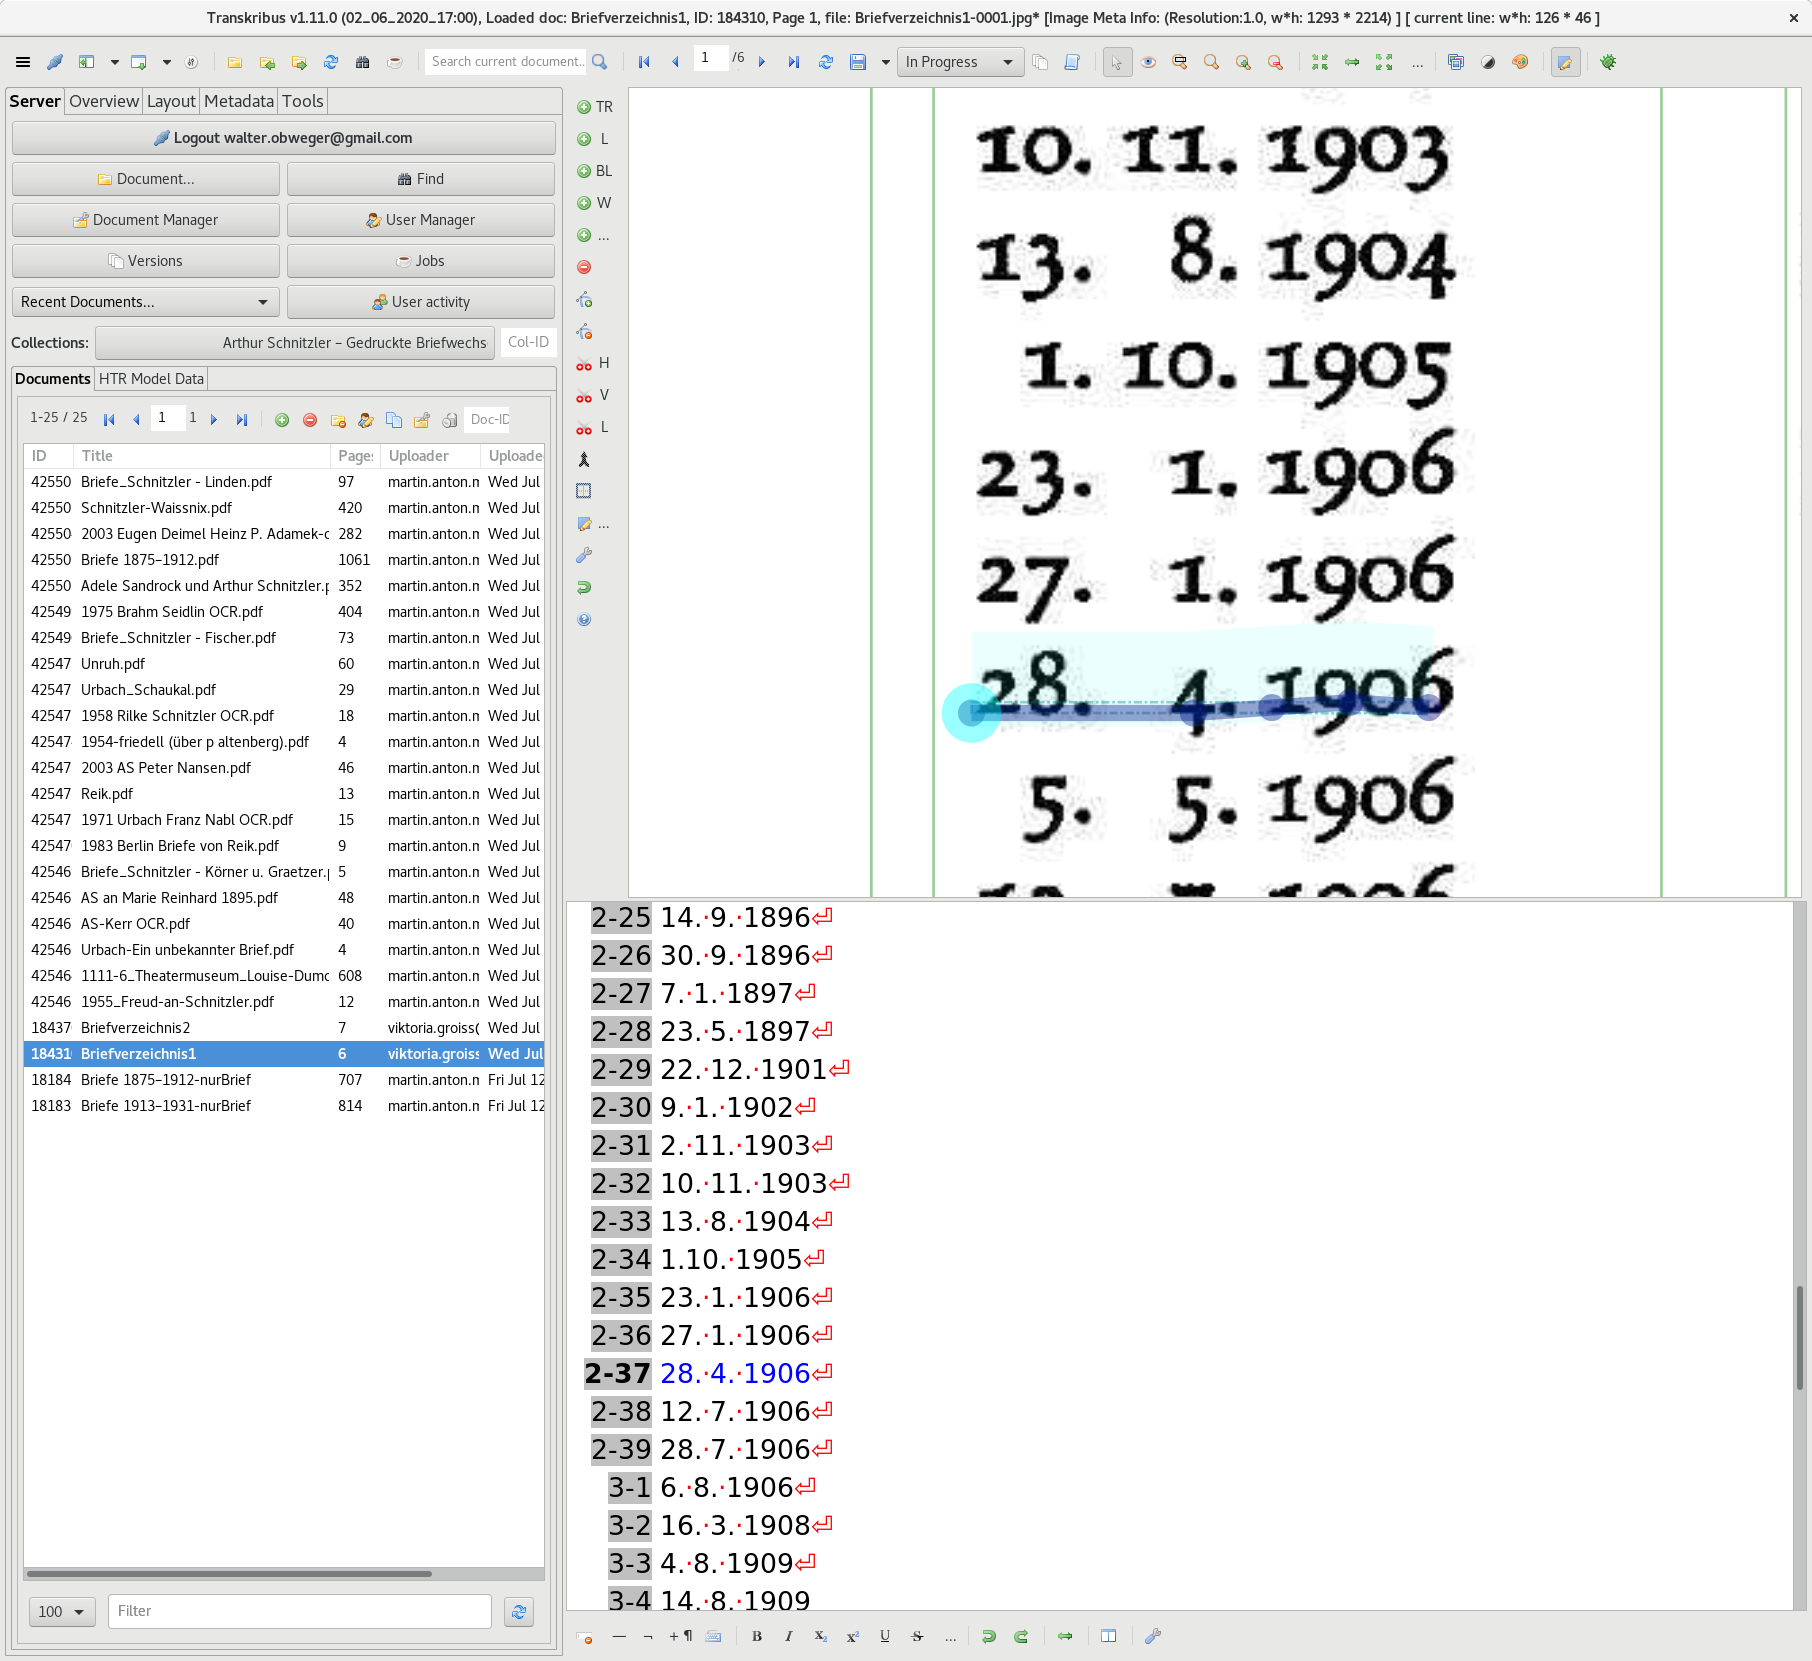 Transkribus v1.11.0 (02_06_2020_17:00), Loaded doc: Briefverzeichnis1, ID: 184310, Page 1, file: Briefverzeichnis1-0001.jpg* [Image Meta Info: (Resolution:1.0, w*h: 1293 * 2214) ] [ current line: w*h: 126 * 46 ]
Search current document... 1 /6 In Progress ...
Server Overview Layout Metadata Tools
Logout walter.obweger@gmail.com
Document... Find
Document Manager User Manager
Versions Jobs
Recent Documents... User activity
Collections: Arthur Schnitzler – Gedruckte Briefwechs Col-ID
Documents HTR Model Data
1-25 / 25 1 1 Doc-ID
ID Title Pages Uploader Uploade
42550 Briefe_Schnitzler - Linden.pdf 97 martin.anton.m Wed Jul
42550 Schnitzler-Waissnix.pdf 420 martin.anton.m Wed Jul
42550 2003 Eugen Deimel Heinz P. Adamek-c 282 martin.anton.m Wed Jul
42550 Briefe 1875–1912.pdf 1061 martin.anton.m Wed Jul
42550 Adele Sandrock und Arthur Schnitzler.p 352 martin.anton.m Wed Jul
42549 1975 Brahm Seidlin OCR.pdf 404 martin.anton.m Wed Jul
42549 Briefe_Schnitzler - Fischer.pdf 73 martin.anton.m Wed Jul
42547 Unruh.pdf 60 martin.anton.m Wed Jul
42547 Urbach_Schaukal.pdf 29 martin.anton.m Wed Jul
42547 1958 Rilke Schnitzler OCR.pdf 18 martin.anton.m Wed Jul
42547 1954-friedell (über p altenberg).pdf 4 martin.anton.m Wed Jul
42547 2003 AS Peter Nansen.pdf 46 martin.anton.m Wed Jul
42547 Reik.pdf 13 martin.anton.m Wed Jul
42547 1971 Urbach Franz Nabl OCR.pdf 15 martin.anton.m Wed Jul
42547 1983 Berlin Briefe von Reik.pdf 9 martin.anton.m Wed Jul
42546 Briefe_Schnitzler - Körner u. Graetzer.p 5 martin.anton.m Wed Jul
42546 AS an Marie Reinhard 1895.pdf 48 martin.anton.m Wed Jul
42546 AS-Kerr OCR.pdf 40 martin.anton.m Wed Jul
42546 Urbach-Ein unbekannter Brief.pdf 4 martin.anton.m Wed Jul
42546 1111-6_Theatermuseum_Louise-Dumo 608 martin.anton.m Wed Jul
42546 1955_Freud-an-Schnitzler.pdf 12 martin.anton.m Wed Jul
18437 Briefverzeichnis2 7 viktoria.groiss( Wed Jul
18431 Briefverzeichnis1 6 viktoria.groiss Wed Jul
18184 Briefe 1875–1912-nurBrief 707 martin.anton.m Fri Jul 12
18183 Briefe 1913–1931-nurBrief 814 martin.anton.m Fri Jul 12
100 Filter
TR
L
BL
W
...
H
V
L
...
10. 11. 1903
13. 8. 1904
1. 10. 1905
23. 1. 1906
27. 1. 1906
28. 4. 1906
5. 5. 1906
2-25 14.·9.·1896⏎
2-26 30.·9.·1896⏎
2-27 7.·1.·1897⏎
2-28 23.·5.·1897⏎
2-29 22.·12.·1901⏎
2-30 9.·1.·1902⏎
2-31 2.·11.·1903⏎
2-32 10.·11.·1903⏎
2-33 13.·8.·1904⏎
2-34 1.10.·1905⏎
2-35 23.·1.·1906⏎
2-36 27.·1.·1906⏎
2-37 28.·4.·1906⏎
2-38 12.·7.·1906⏎
2-39 28.·7.·1906⏎
3-1 6.·8.·1906⏎
3-2 16.·3.·1908⏎
3-3 4.·8.·1909⏎
3-4 14.·8.·1909
— ¬ +¶ B I X₂ X² U S ...